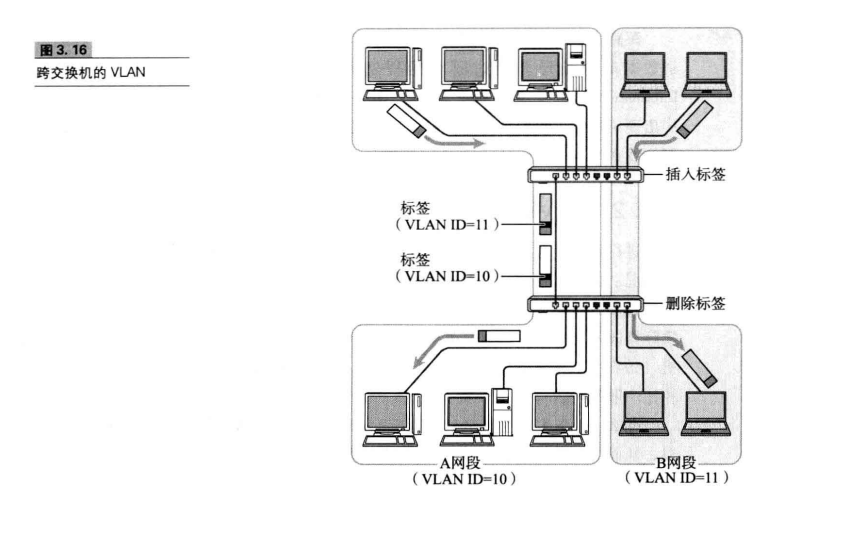 图 3. 16
跨交换机的 VLAN
插入标签
标签
（ VLAN ID=11 ）
标签
（ VLAN ID=10 ）
删除标签
A网段
（ VLAN ID=10 ）
B网段
（ VLAN ID=11 ）